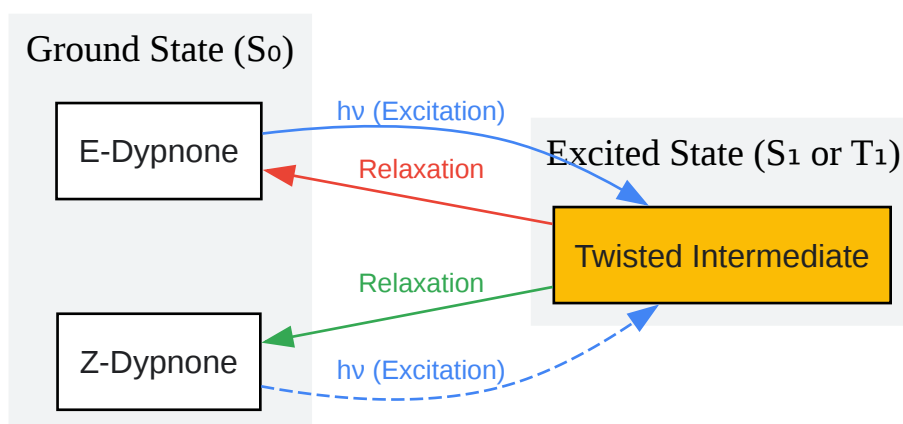 Ground State (S₀)
hν (Excitation)
E-Dypnone
Relaxation
Excited State (S₁ or T₁)
Twisted Intermediate
Relaxation
Z-Dypnone
hν (Excitation)